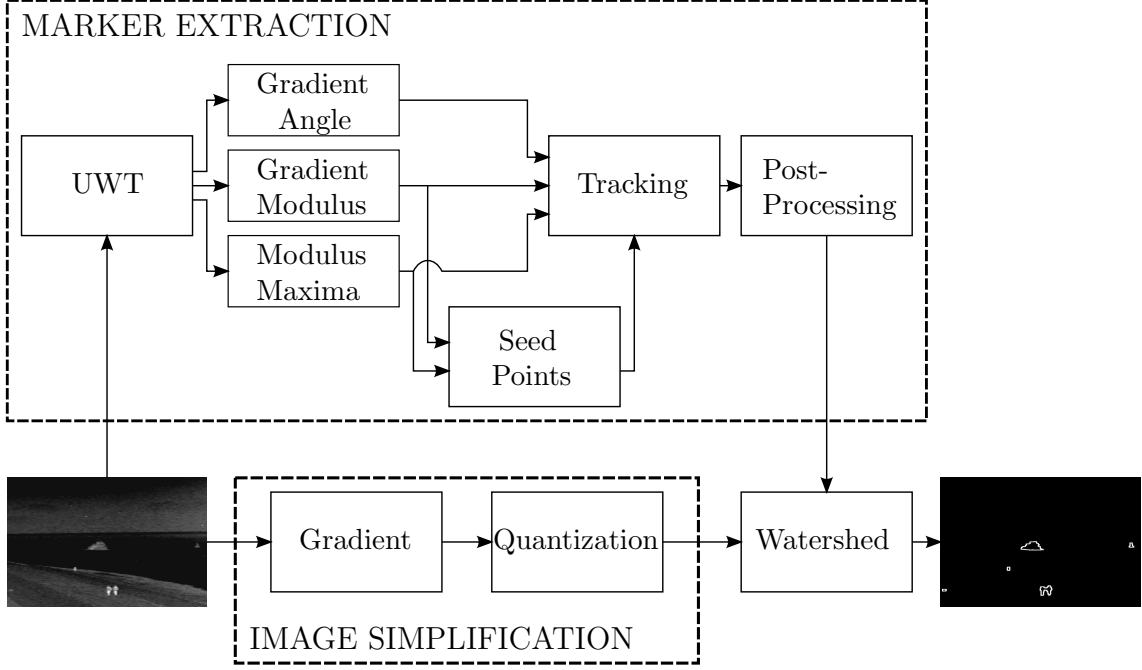 MARKER EXTRACTION
Gradient
Angle
UWT
Gradient
Modulus
Modulus
Maxima
Tracking
Post-
Processing
Seed
Points
Gradient
Quantization
Watershed
IMAGE SIMPLIFICATION